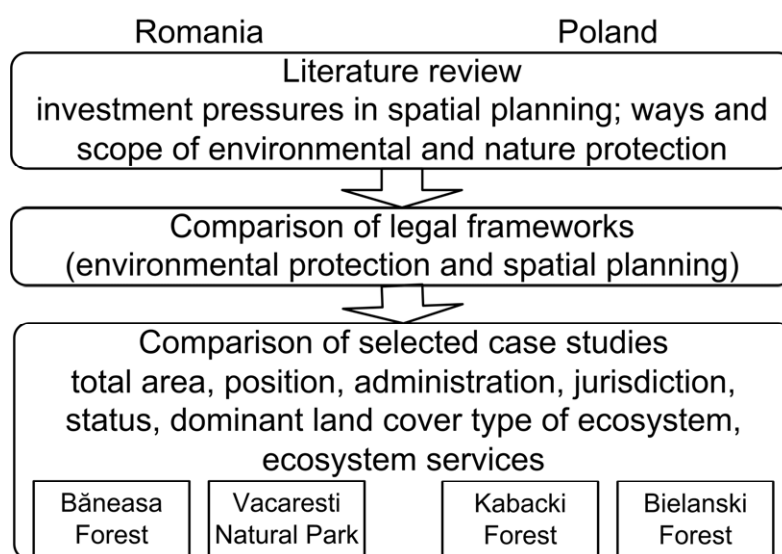 Romania Poland
Literature review
investment pressures in spatial planning; ways and
scope of environmental and nature protection
Comparison of legal frameworks
(environmental protection and spatial planning)
Comparison of selected case studies
total area, position, administration, jurisdiction,
status, dominant land cover type of ecosystem,
ecosystem services
Băneasa
Forest
Vacaresti
Natural Park
Kabacki
Forest
Bielanski
Forest